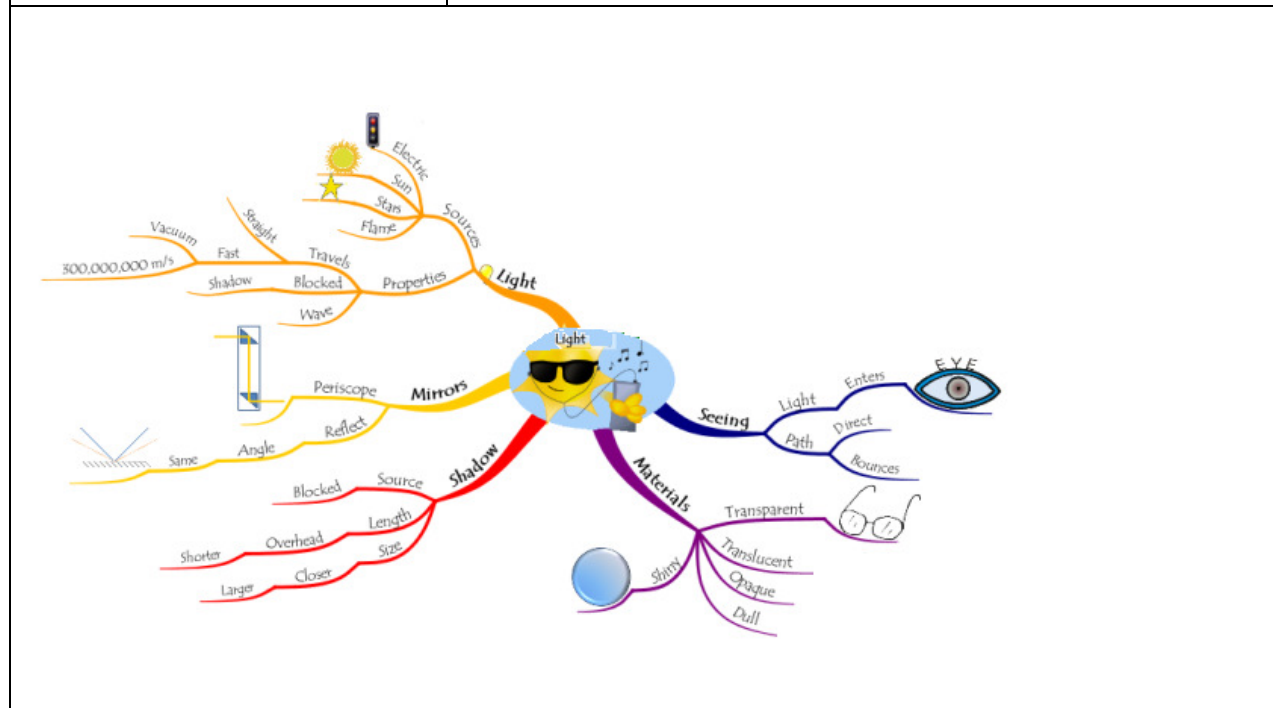 Light
Light
Sources
Electric
Sun
Stars
Flame
Properties
Travels
Straight
Fast
Vacuum
300,000,000 m/s
Blocked
Shadow
Wave
Mirrors
Periscope
Reflect
Angle
Same
Shadow
Source
Blocked
Length
Overhead
Shorter
Size
Closer
Larger
Materials
Transparent
Translucent
Opaque
Dull
Shiny
Seeing
Light
Enters
EYE
Path
Direct
Bounces